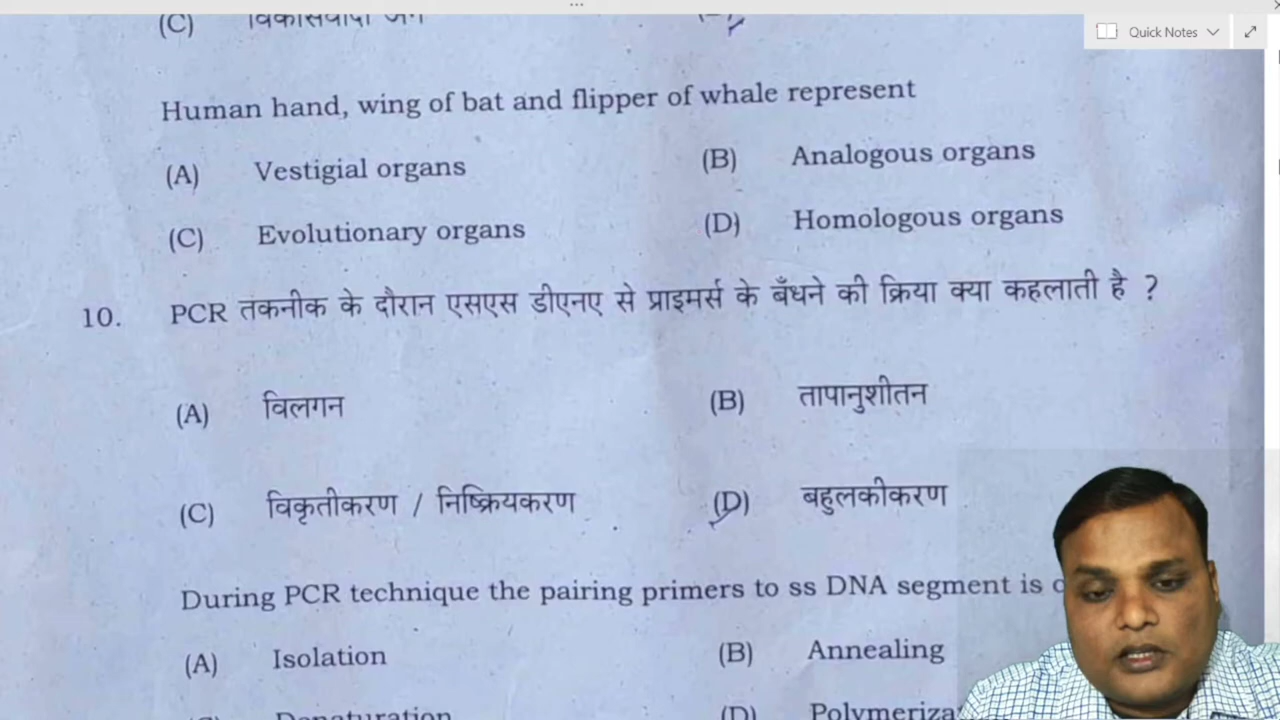 Quick Notes
(C)
Human hand, wing of bat and flipper of whale represent
(A) Vestigial organs (B) Analogous organs
(C) Evolutionary organs (D) Homologous organs
10. PCR तकनीक के दौरान एसएस डीएनए से प्राइमर्स के बँधने की क्रिया क्या कहलाती है ?
(A) विलगन (B) तापानुशीतन
(C) विकृतीकरण / निष्क्रियकरण (D) बहुलकीकरण
During PCR technique the pairing primers to ss DNA segment is
(A) Isolation (B) Annealing
Denaturation (D)